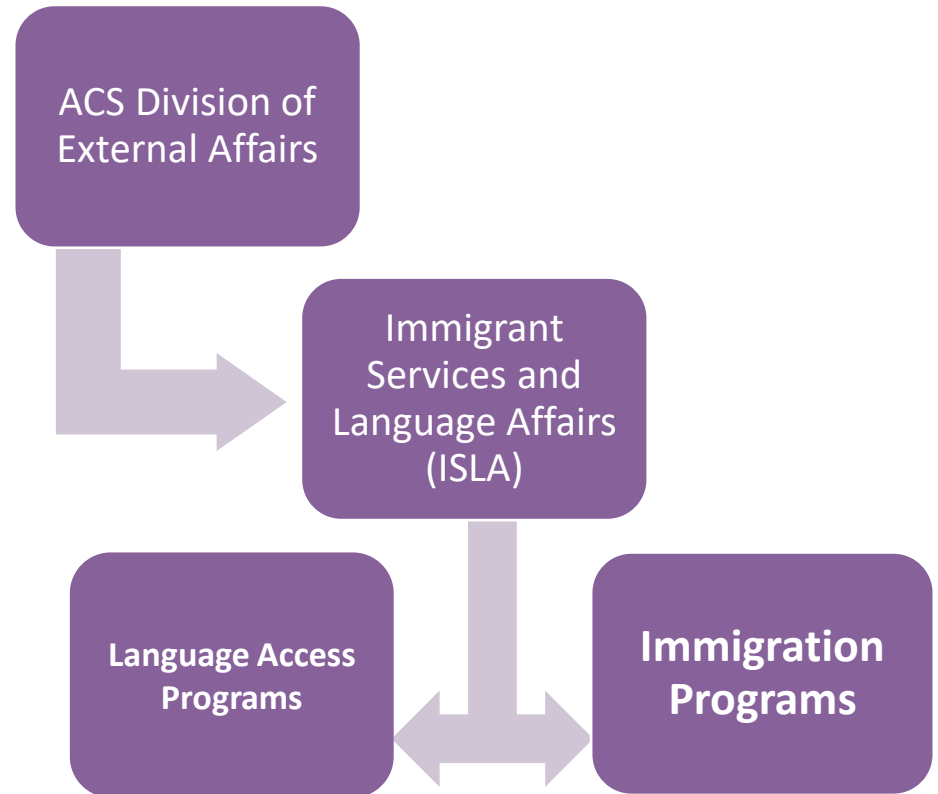 ACS Division of
External Affairs
Immigrant
Services and
Language Affairs
(ISLA)
Language Access
Programs
Immigration
Programs